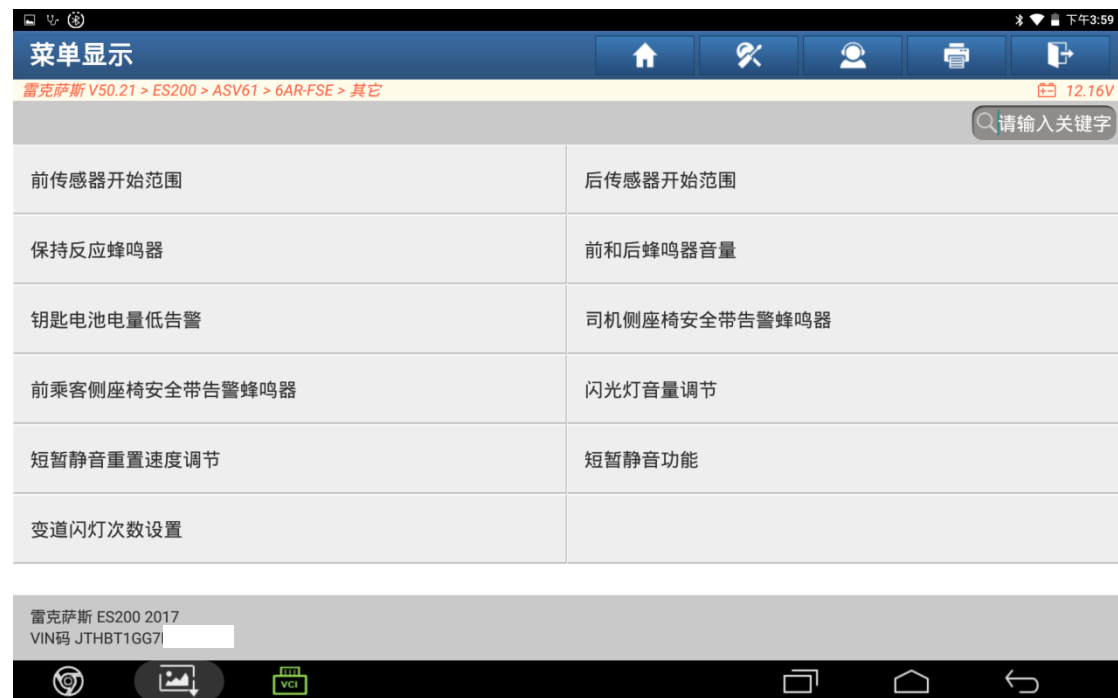 下午3:59
菜单显示
雷克萨斯 V50.21 > ES200 > ASV61 > 6AR-FSE > 其它
12.16V
请输入关键字
前传感器开始范围
后传感器开始范围
保持反应蜂鸣器
前和后蜂鸣器音量
钥匙电池电量低告警
司机侧座椅安全带告警蜂鸣器
前乘客侧座椅安全带告警蜂鸣器
闪光灯音量调节
短暂静音重置速度调节
短暂静音功能
变道闪灯次数设置
雷克萨斯 ES200 2017
VIN码 JTHBT1GG7
VCI